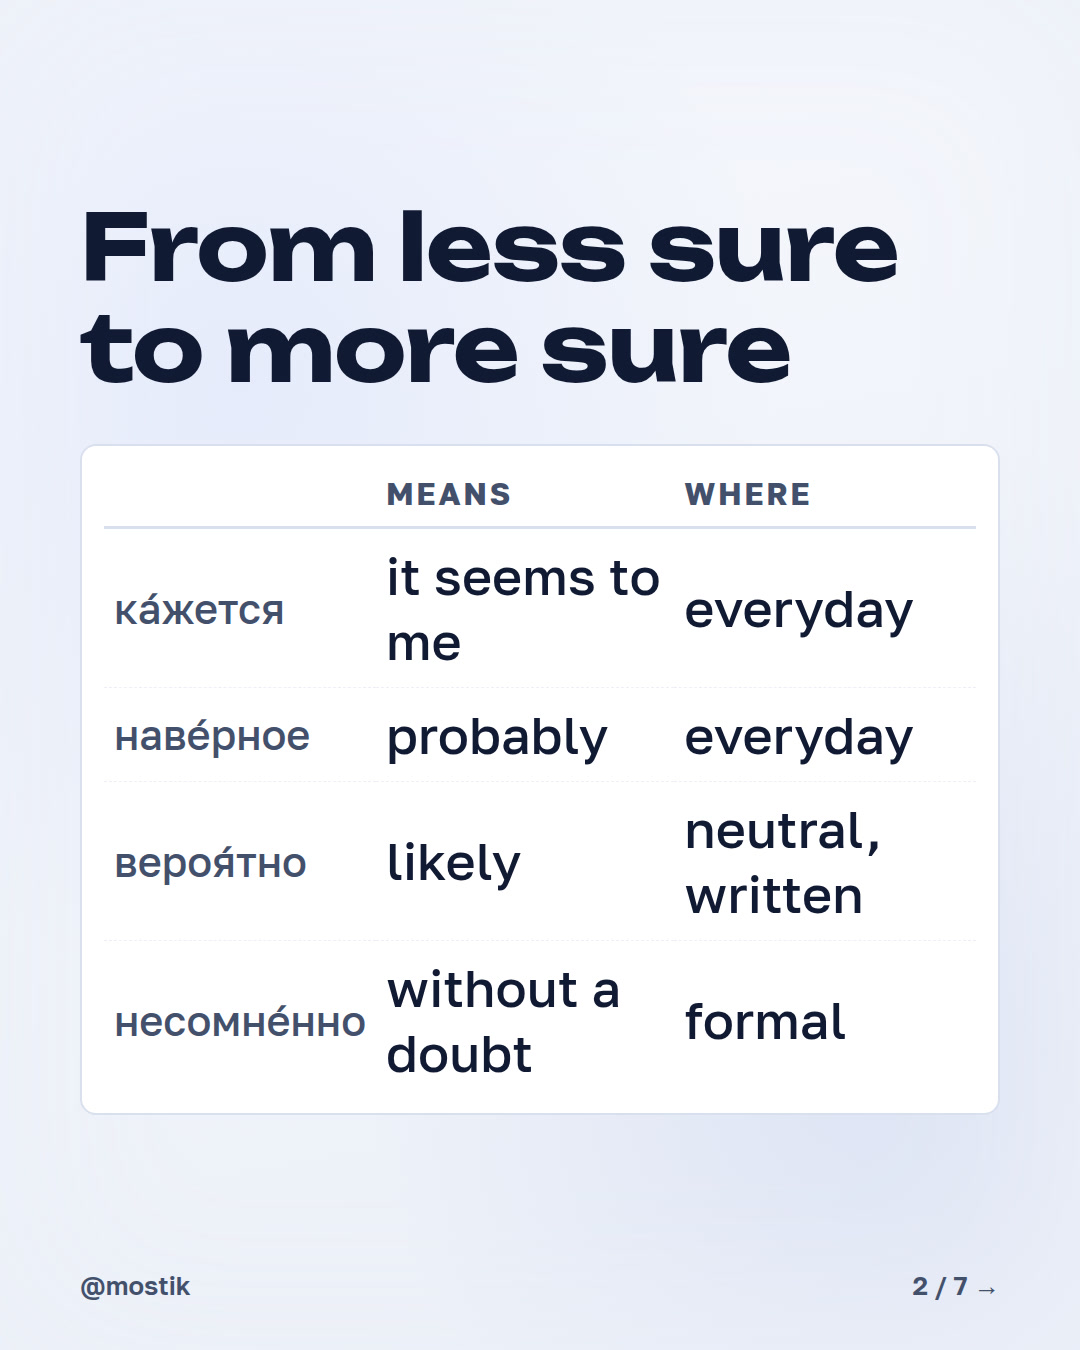 From less sure
to more sure
MEANS WHERE
ка́жется it seems to me everyday
наве́рное probably everyday
вероя́тно likely neutral, written
несомне́нно without a doubt formal
@mostik 2 / 7 →